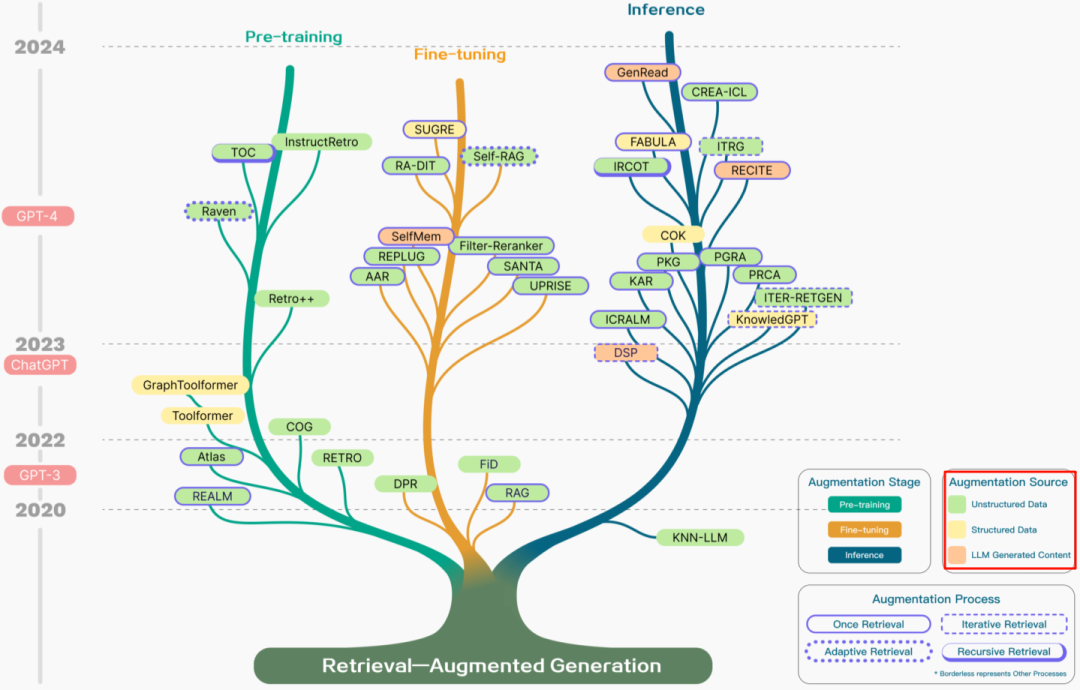 Inference
Pre-training
Fine-tuning
2024
GenRead
CREA-ICL
SUGRE
FABULA
ITRG
InstructRetro
TOC
RA-DIT
Self-RAG
IRCOT
RECITE
GPT-4
Raven
SelfMem
COK
REPLUG
Filter-Reranker
PKG
PGRA
AAR
SANTA
KAR
PRCA
UPRISE
Retro++
ITER-RETGEN
ICRALM
KnowledGPT
2023
DSP
ChatGPT
GraphToolformer
Toolformer
COG
2022
Atlas
RETRO
FiD
GPT-3
DPR
REALM
RAG
2020
KNN-LLM
Augmentation Stage
Pre-training
Fine-tuning
Inference
Augmentation Source
Unstructured Data
Structured Data
LLM Generated Content
Augmentation Process
Once Retrieval
Iterative Retrieval
Adaptive Retrieval
Recursive Retrieval
* Borderless represents Other Processes
Retrieval—Augmented Generation